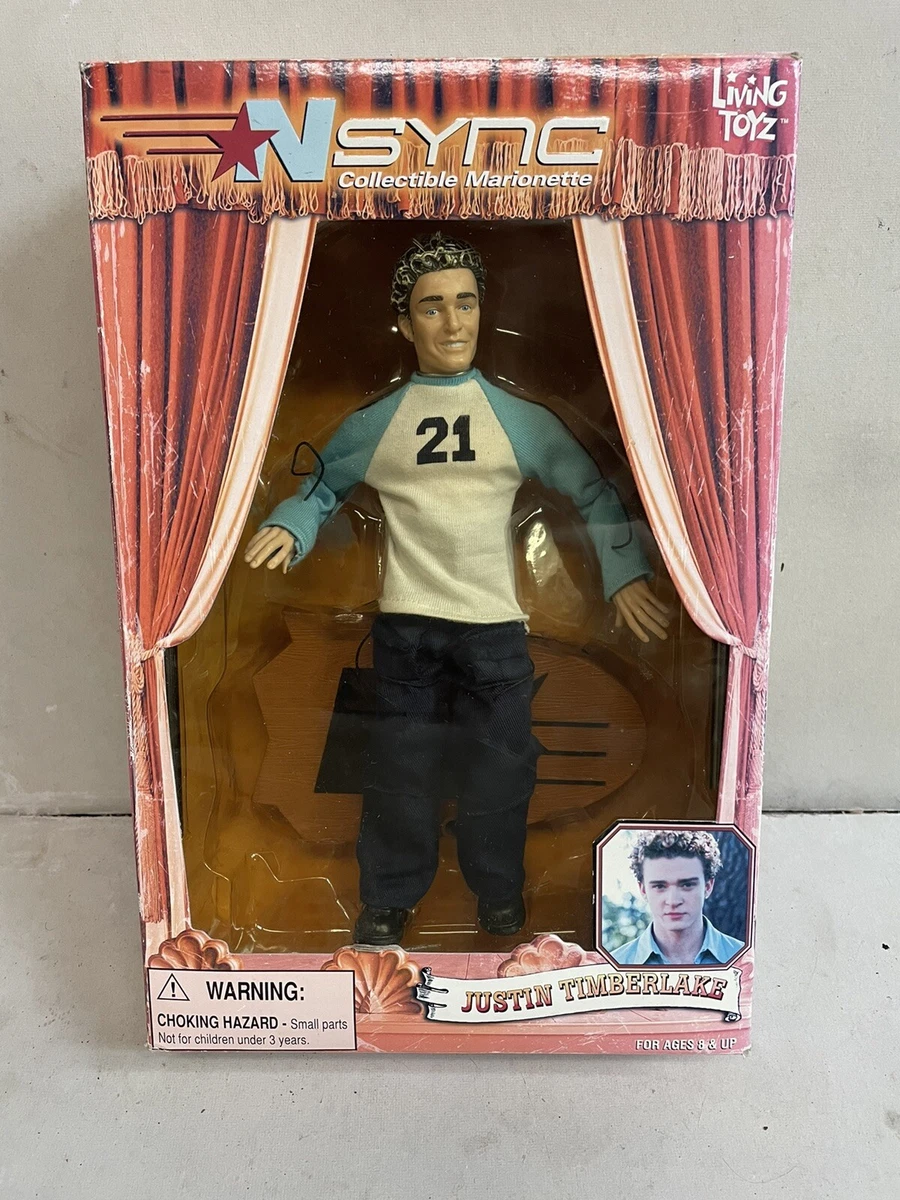 LiViNG
TOYZ™
NSYNC
Collectible Marionette
21
JUSTIN TIMBERLAKE
WARNING:
CHOKING HAZARD - Small parts
Not for children under 3 years.
FOR AGES 8 & UP